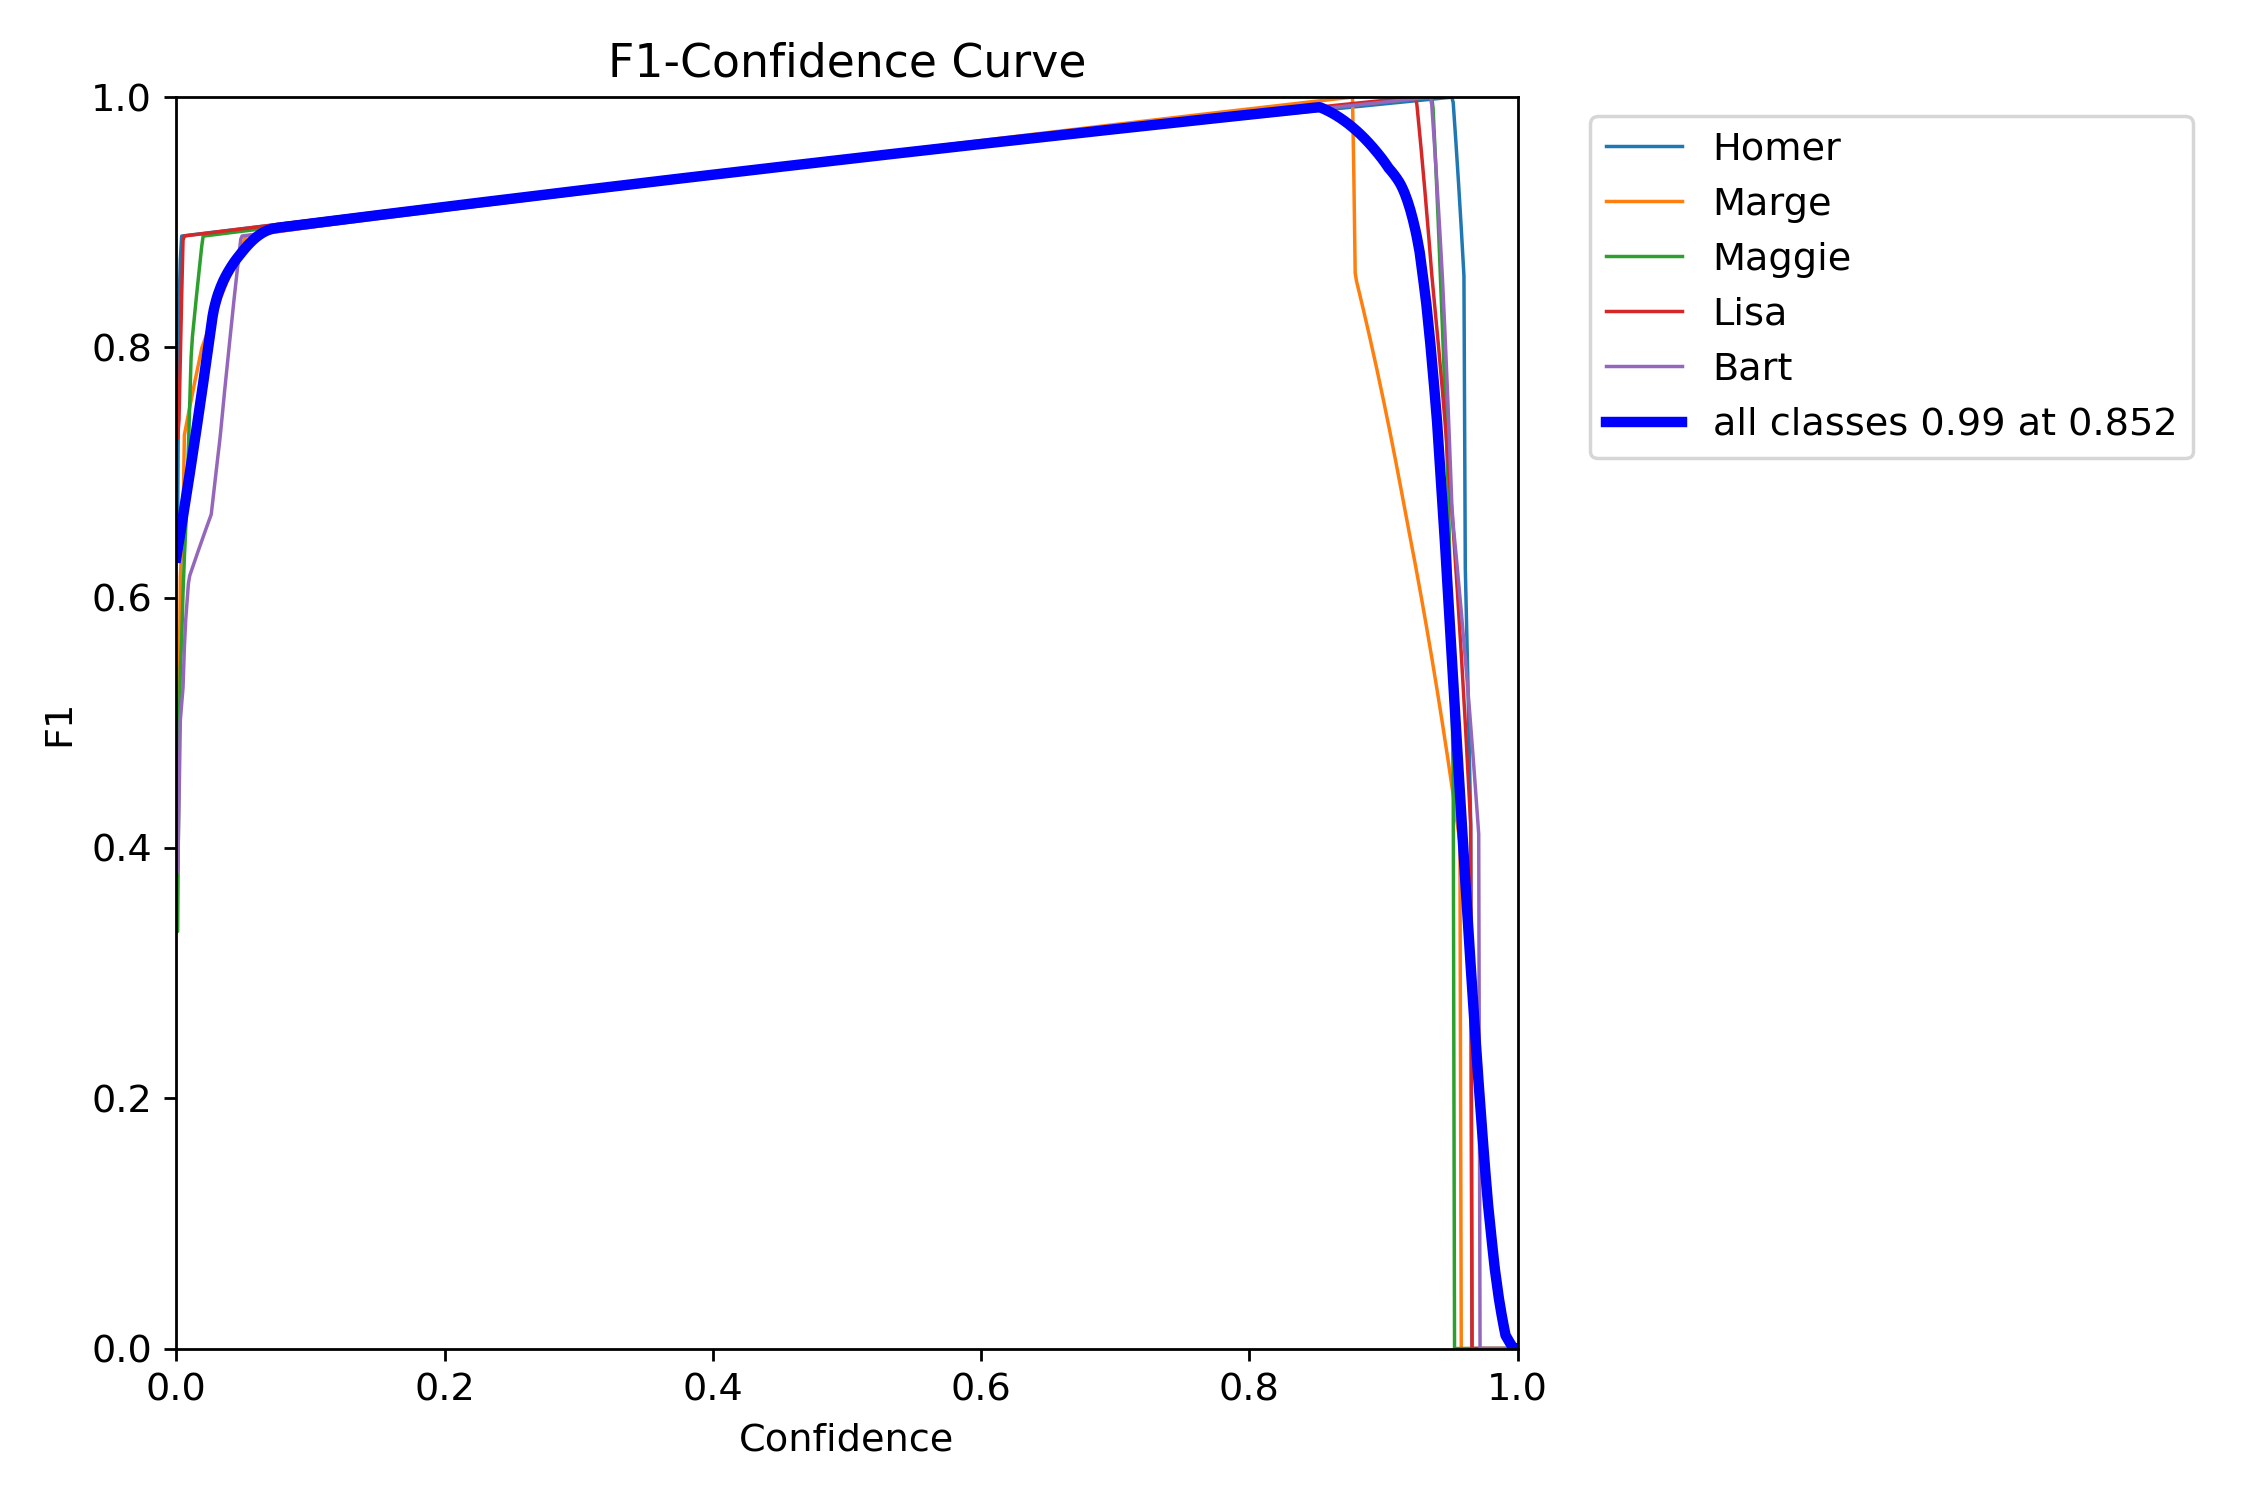 F1-Confidence Curve
1.0
0.8
0.6
0.4
0.2
0.0
F1
0.0 0.2 0.4 0.6 0.8 1.0
Confidence
Homer
Marge
Maggie
Lisa
Bart
all classes 0.99 at 0.852